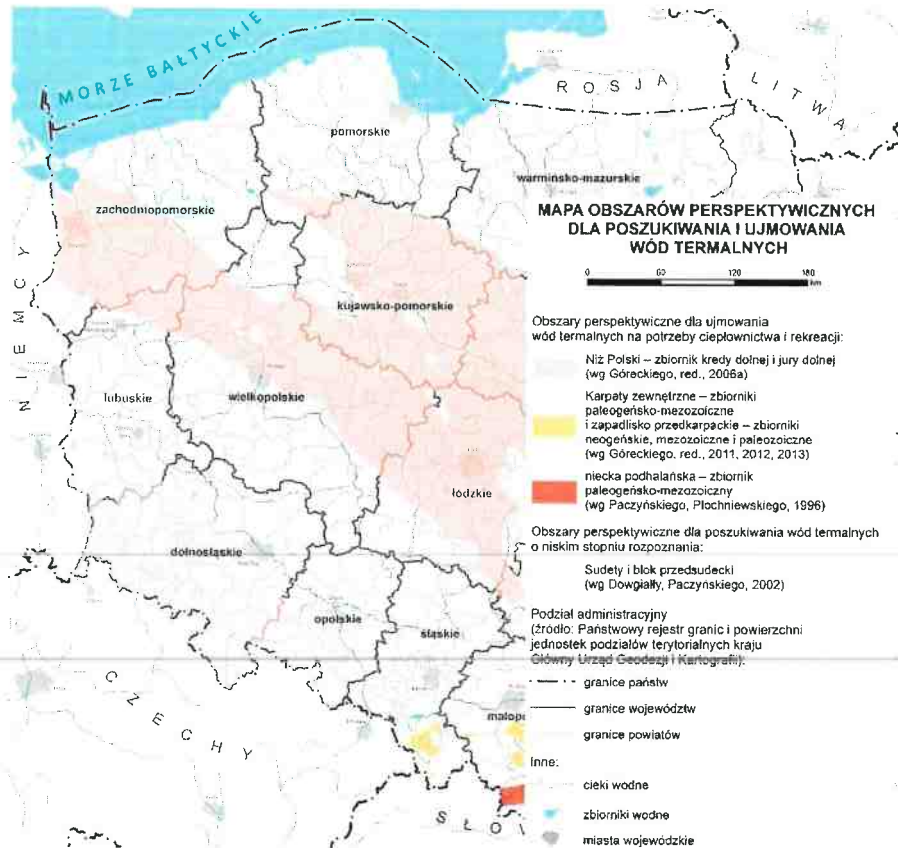 MORZE BAŁTYCKIE
ROSJA
LITWA
pomorskie
warmińsko-mazurskie
zachodniopomorskie
NIEMCY
kujawsko-pomorskie
lubuskie
wielkopolskie
łódzkie
dolnośląskie
opolskie
śląskie
CZECHY
małopo
SŁOW
MAPA OBSZARÓW PERSPEKTYWICZNYCH
DLA POSZUKIWANIA I UJMOWANIA
WÓD TERMALNYCH
0 60 120 180
km
Obszary perspektywiczne dla ujmowania
wód termalnych na potrzeby ciepłownictwa i rekreacji:
Niż Polski – zbiornik kredy dolnej i jury dolnej
(wg Góreckiego, red., 2006a)
Karpaty zewnętrzne – zbiorniki
paleogeńsko-mezozoiczne
i zapadlisko przedkarpackie – zbiorniki
neogeńskie, mezozoiczne i paleozoiczne
(wg Góreckiego, red., 2011, 2012, 2013)
niecka podhalańska – zbiornik
paleogeńsko-mezozoiczny
(wg Paczyńskiego, Płochniewskiego, 1996)
Obszary perspektywiczne dla poszukiwania wód termalnych
o niskim stopniu rozpoznania:
Sudety i blok przedsudecki
(wg Dowgiałły, Paczyńskiego, 2002)
Podział administracyjny
(źródło: Państwowy rejestr granic i powierzchni
jednostek podziałów terytorialnych kraju
Główny Urząd Geodezji i Kartografii):
granice państw
granice województw
granice powiatów
Inne:
cieki wodne
zbiorniki wodne
miasta wojewódzkie